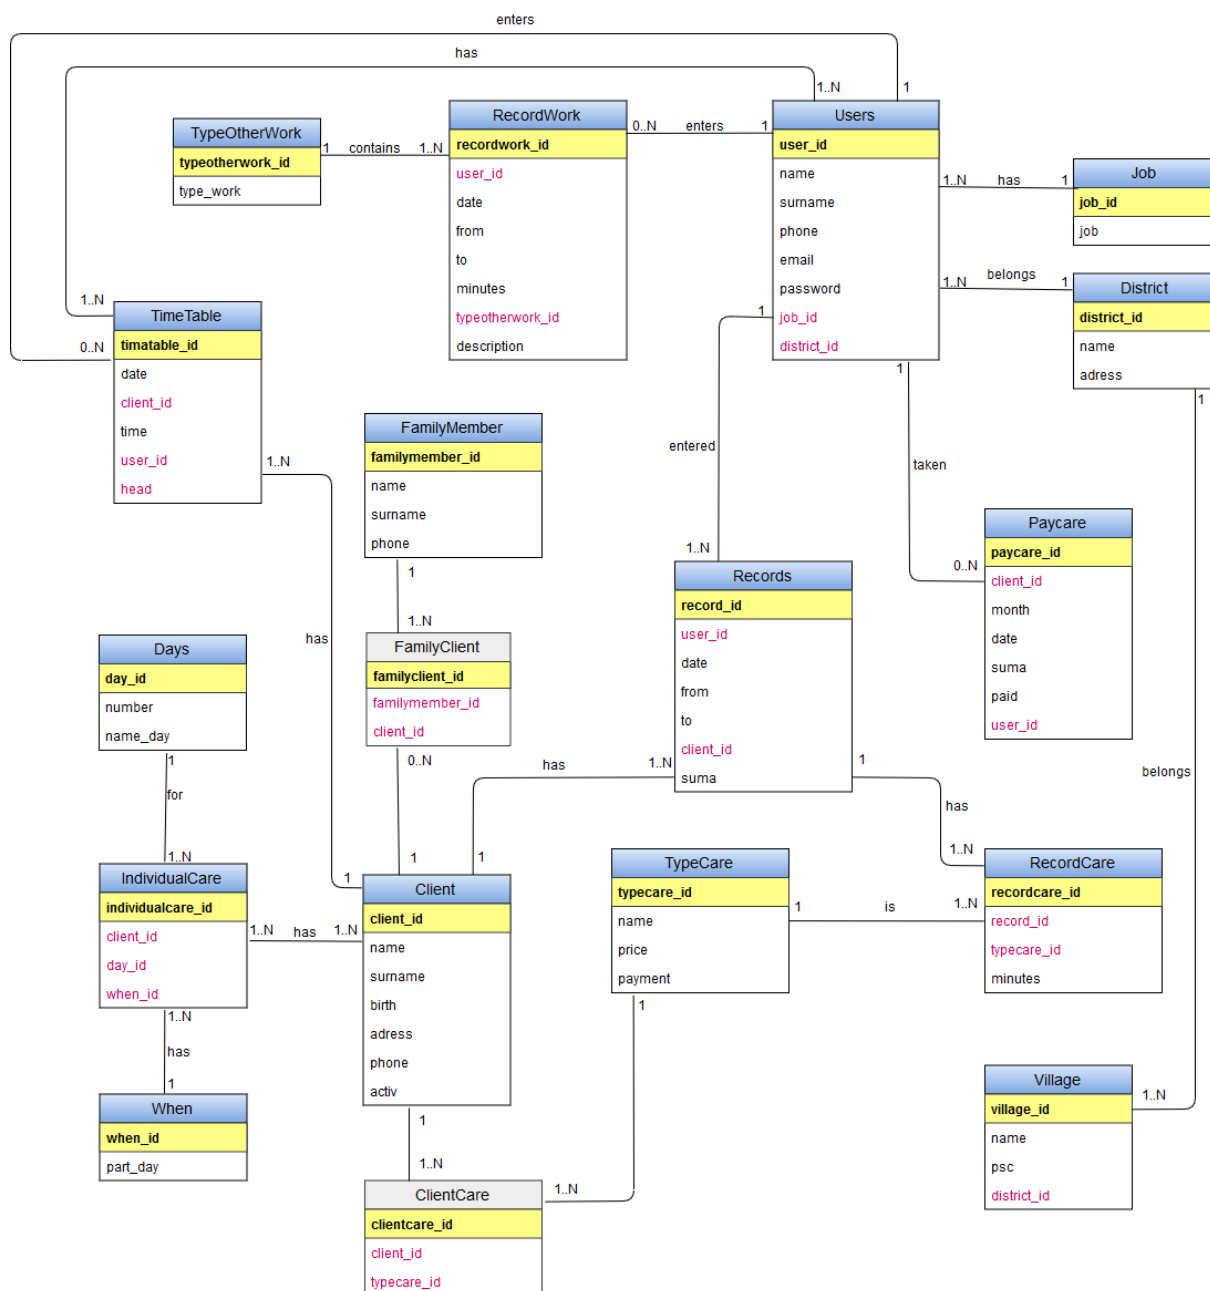 enters
has
1..N
1
TypeOtherWork
typeotherwork_id
type_work
1
contains
1..N
RecordWork
recordwork_id
user_id
date
from
to
minutes
typeotherwork_id
description
0..N
enters
1
Users
user_id
name
surname
phone
email
password
job_id
district_id
1..N
has
1
Job
job_id
job
1..N
belongs
1
District
district_id
name
adress
1
1..N
0..N
TimeTable
timatable_id
date
client_id
time
user_id
head
1..N
1
entered
1..N
1
taken
0..N
FamilyMember
familymember_id
name
surname
phone
1
1..N
FamilyClient
familyclient_id
familymember_id
client_id
0..N
1
Paycare
paycare_id
client_id
month
date
suma
paid
user_id
Records
record_id
user_id
date
from
to
client_id
suma
has
1..N
1
1
has
1..N
belongs
Days
day_id
number
name_day
1
for
1..N
has
1
IndividualCare
individualcare_id
client_id
day_id
when_id
1..N
has
1..N
1..N
has
1
When
when_id
part_day
Client
client_id
name
surname
birth
adress
phone
activ
1
1..N
TypeCare
typecare_id
name
price
payment
1
is
1..N
1
1..N
RecordCare
recordcare_id
record_id
typecare_id
minutes
Village
village_id
name
psc
district_id
1..N
ClientCare
clientcare_id
client_id
typecare_id